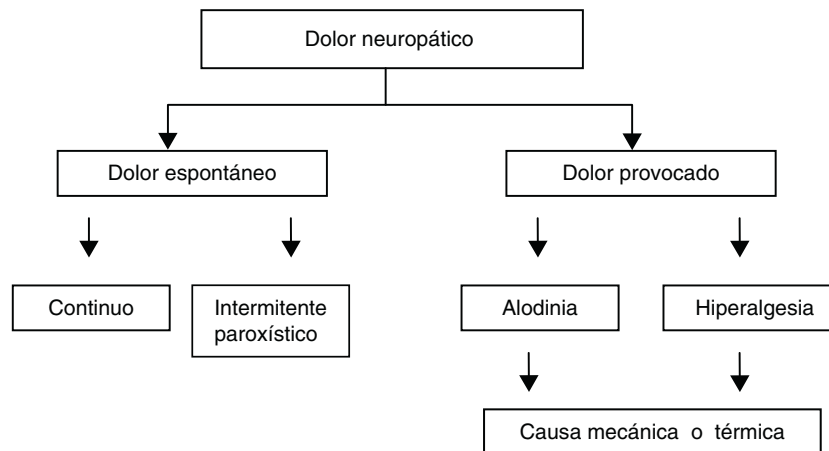 Dolor neuropático
Dolor espontáneo
Dolor provocado
Continuo
Intermitente
paroxístico
Alodinia
Hiperalgesia
Causa mecánica o térmica